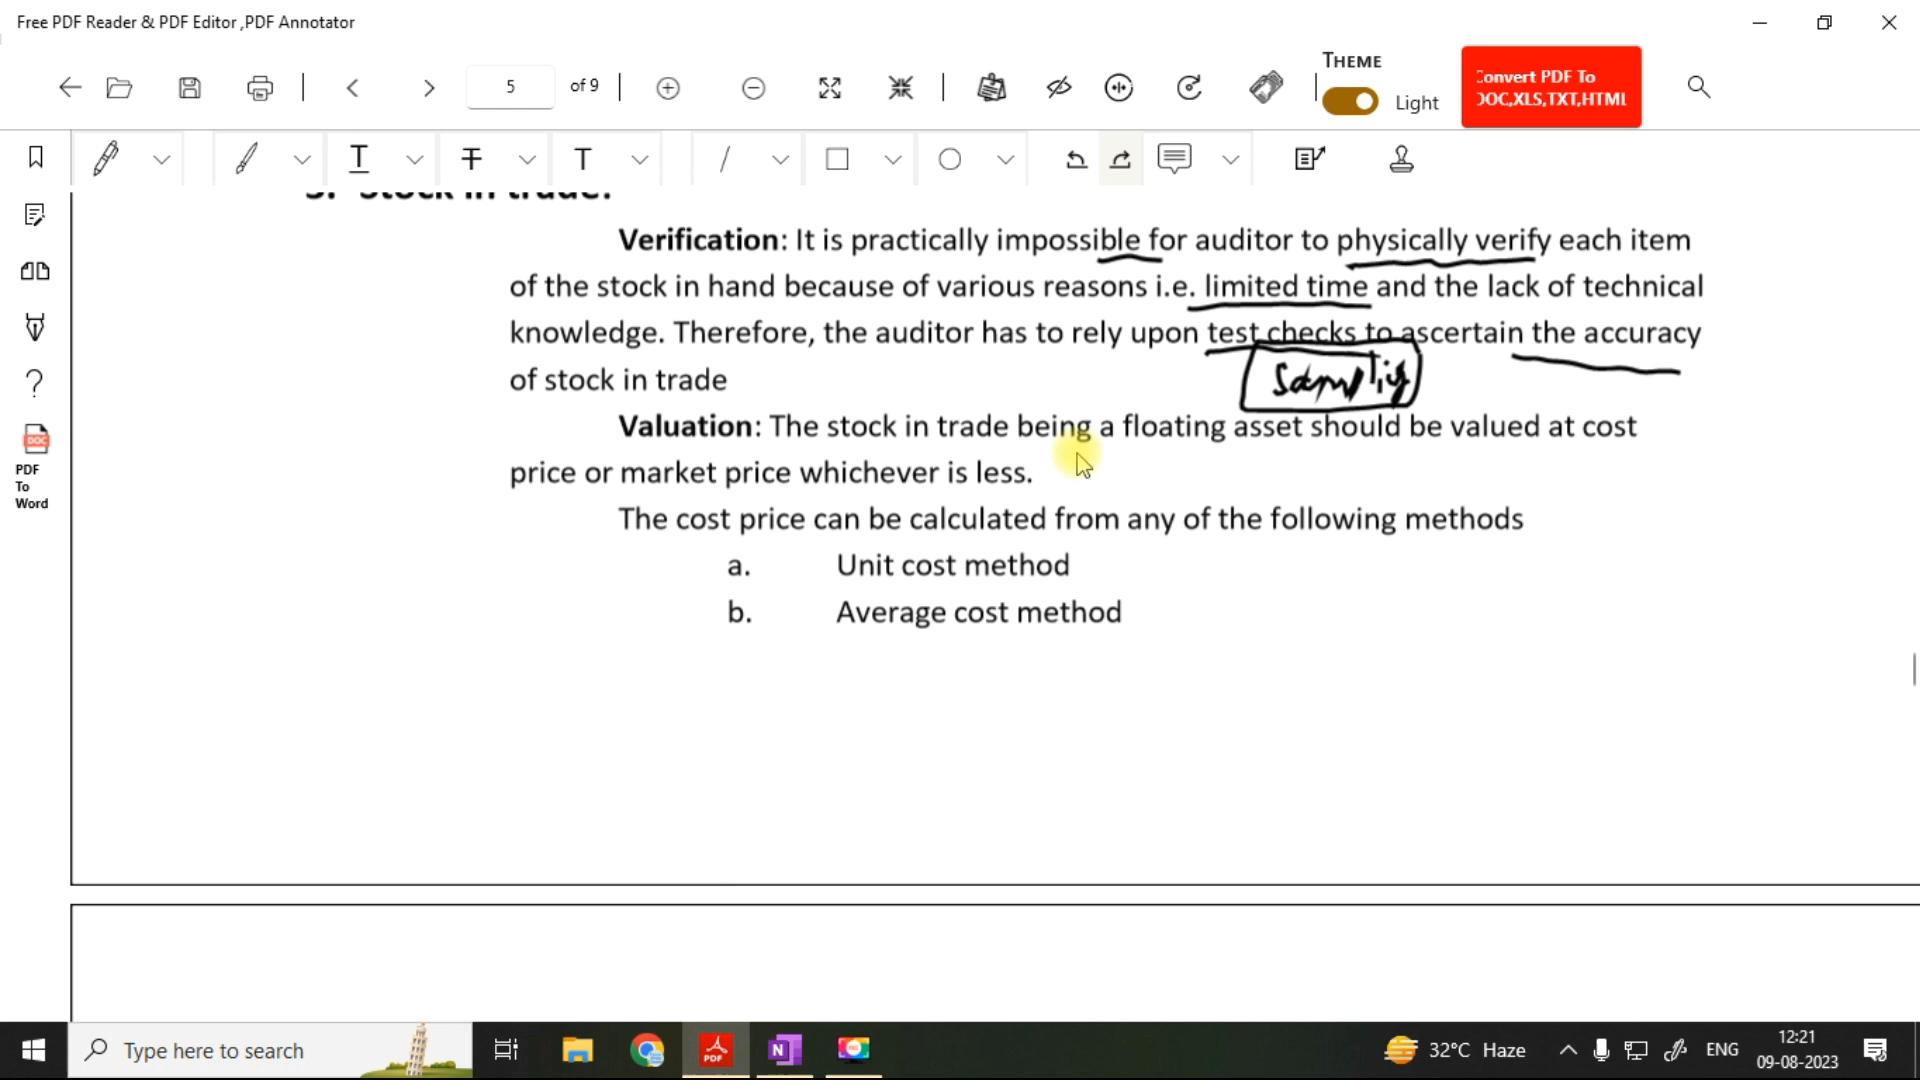 Free PDF Reader & PDF Editor ,PDF Annotator
5 of 9
THEME
Light
Convert PDF To
DOC,XLS,TXT,HTML
Stock in trade:
Verification: It is practically impossible for auditor to physically verify each item
of the stock in hand because of various reasons i.e. limited time and the lack of technical
knowledge. Therefore, the auditor has to rely upon test checks to ascertain the accuracy
of stock in trade
Valuation: The stock in trade being a floating asset should be valued at cost
price or market price whichever is less.
The cost price can be calculated from any of the following methods
a. Unit cost method
b. Average cost method
DOC
PDF
To
Word
Type here to search
PDF
N
32°C Haze
ENG
12:21
09-08-2023